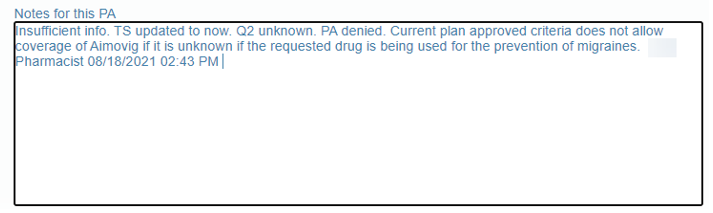 Notes for this PA
Insufficient info. TS updated to now. Q2 unknown. PA denied. Current plan approved criteria does not allow
coverage of Aimovig if it is unknown if the requested drug is being used for the prevention of migraines.
Pharmacist 08/18/2021 02:43 PM